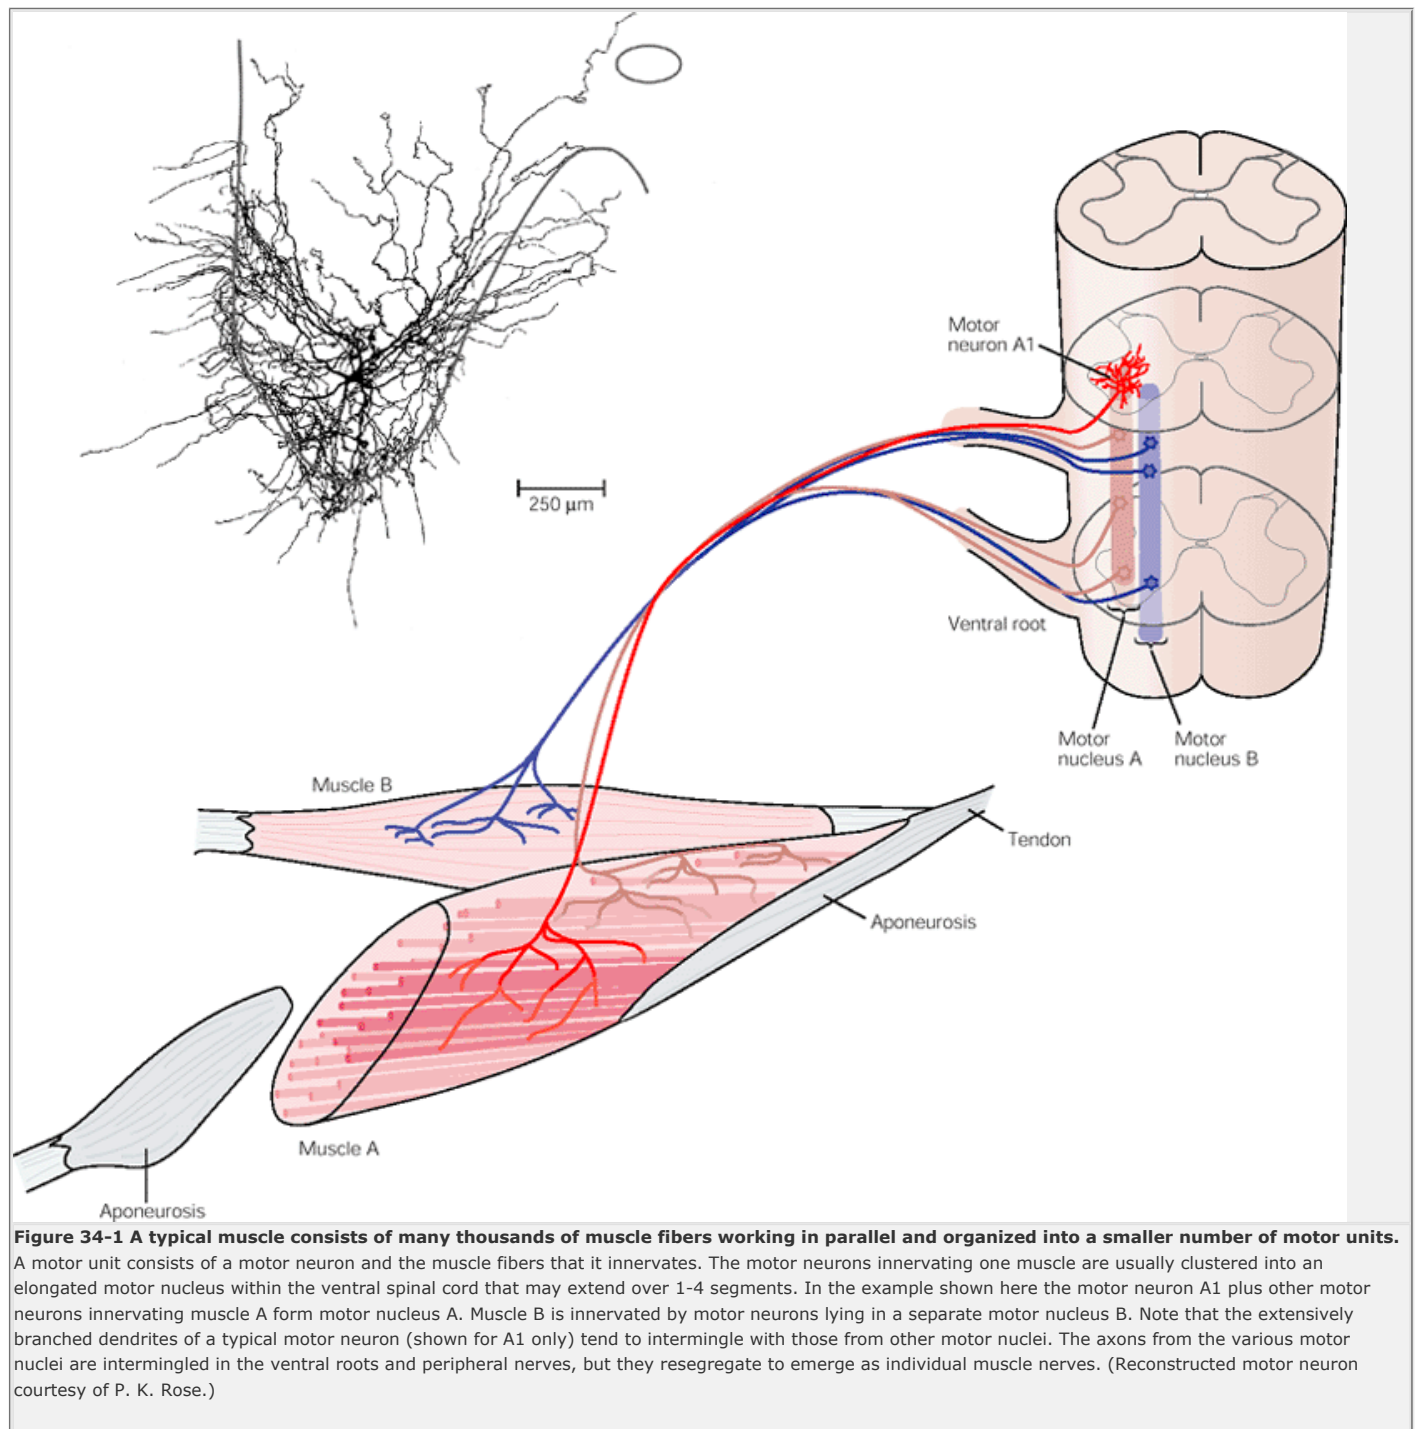 250 µm
Motor
neuron A1
Ventral root
Motor
nucleus A
Motor
nucleus B
Muscle B
Tendon
Aponeurosis
Muscle A
Aponeurosis
Figure 34-1 A typical muscle consists of many thousands of muscle fibers working in parallel and organized into a smaller number of motor units.
A motor unit consists of a motor neuron and the muscle fibers that it innervates. The motor neurons innervating one muscle are usually clustered into an
elongated motor nucleus within the ventral spinal cord that may extend over 1-4 segments. In the example shown here the motor neuron A1 plus other motor
neurons innervating muscle A form motor nucleus A. Muscle B is innervated by motor neurons lying in a separate motor nucleus B. Note that the extensively
branched dendrites of a typical motor neuron (shown for A1 only) tend to intermingle with those from other motor nuclei. The axons from the various motor
nuclei are intermingled in the ventral roots and peripheral nerves, but they resegregate to emerge as individual muscle nerves. (Reconstructed motor neuron
courtesy of P. K. Rose.)